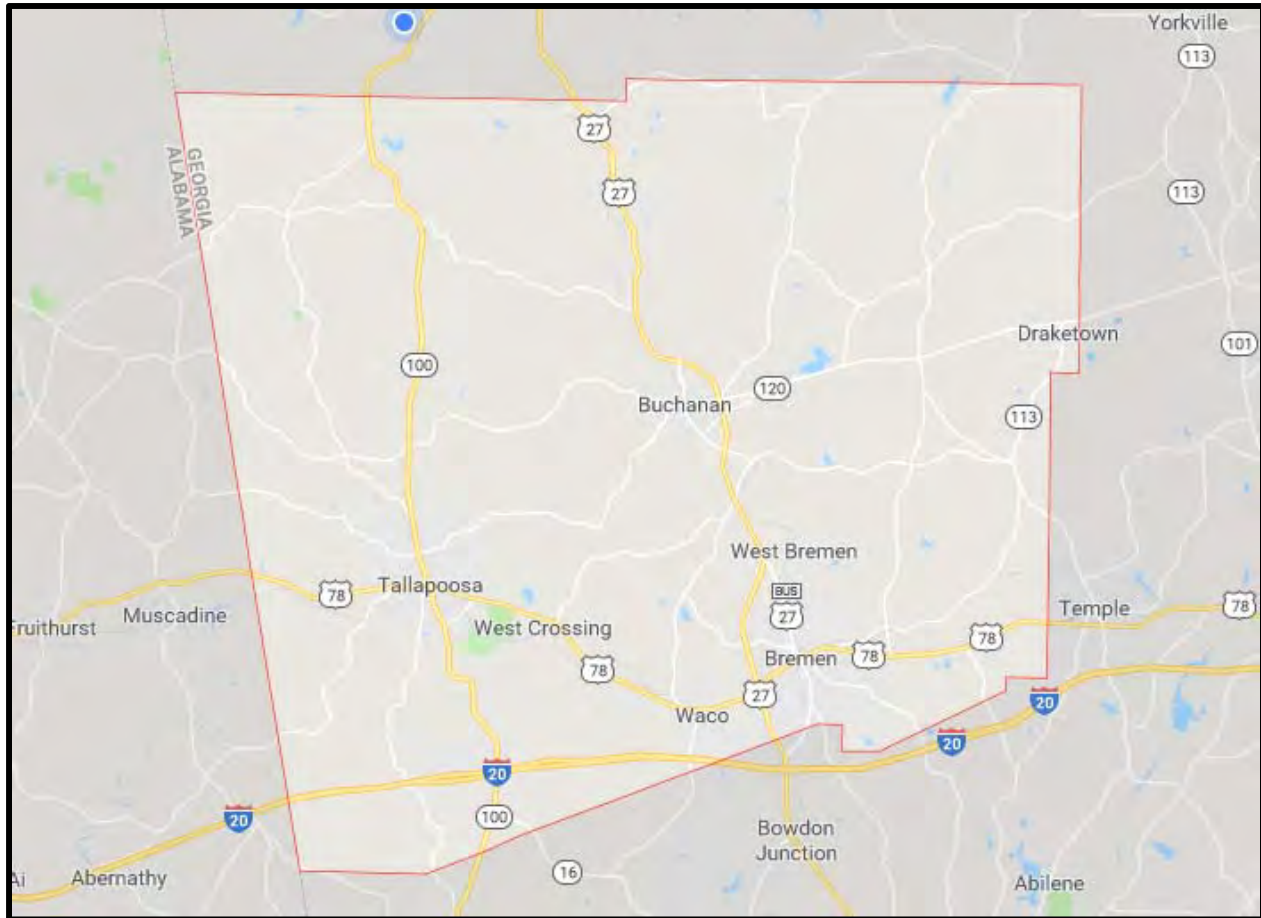 Yorkville
113
27
GEORGIA
ALABAMA
27
113
Draketown
101
100
120
Buchanan
113
West Bremen
Tallapoosa
78
BUS
27
Temple
78
Muscadine
Fruithurst
West Crossing
78
Bremen
78
78
27
Waco
20
20
20
100
20
Bowdon
Junction
16
Ai
Abernathy
Abilene